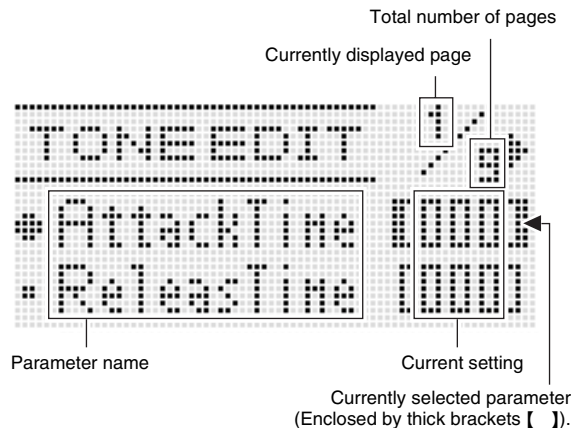 Total number of pages
Currently displayed page
TONE EDIT 1/9
AttackTime 【000】
ReleasTime [000]
Parameter name
Current setting
Currently selected parameter
(Enclosed by thick brackets【 】).